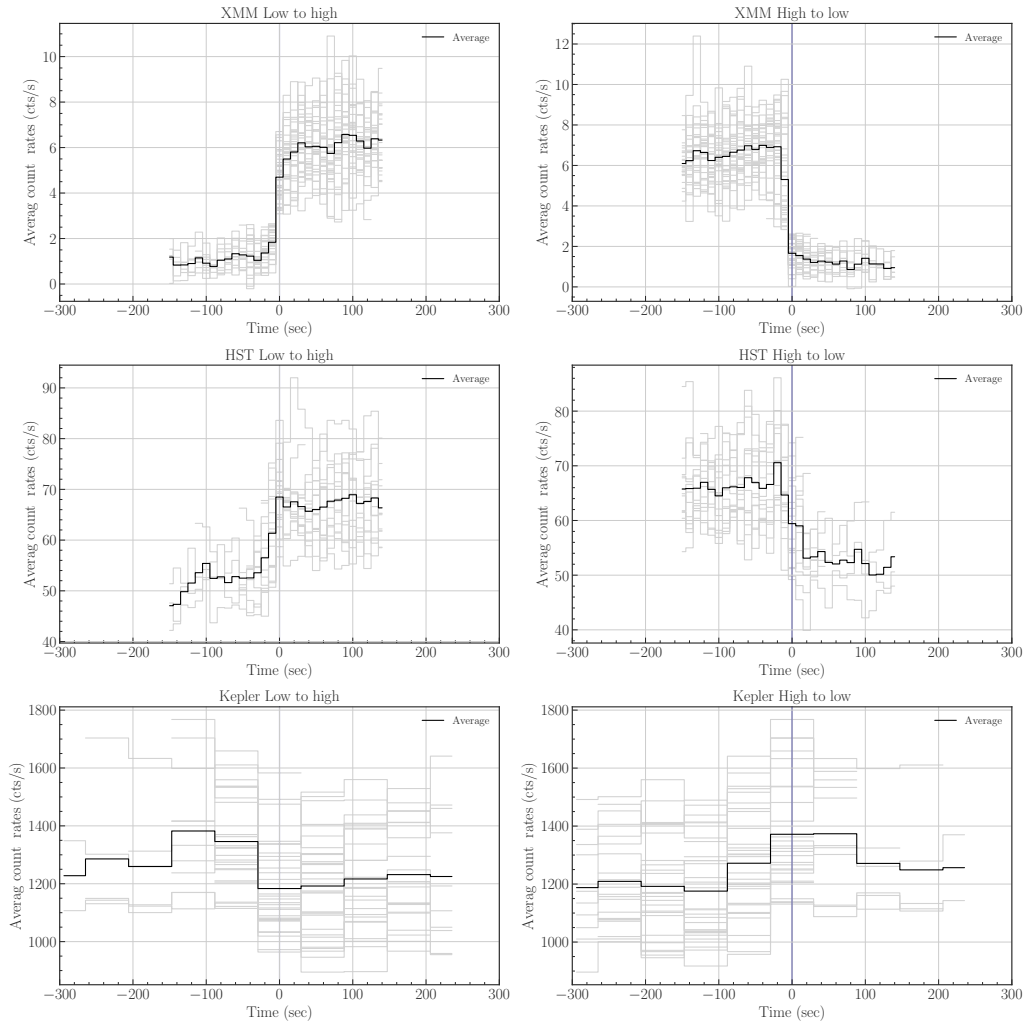 XMM Low to high
Average
10
8
6
4
2
0
Averag count rates (cts/s)
−300 −200 −100 0 100 200 300
Time (sec)
XMM High to low
Average
12
10
8
6
4
2
0
Averag count rates (cts/s)
−300 −200 −100 0 100 200 300
Time (sec)
HST Low to high
Average
90
80
70
60
50
40
Averag count rates (cts/s)
−300 −200 −100 0 100 200 300
Time (sec)
HST High to low
Average
80
70
60
50
40
Averag count rates (cts/s)
−300 −200 −100 0 100 200 300
Time (sec)
Kepler Low to high
Average
1800
1600
1400
1200
1000
Averag count rates (cts/s)
−300 −200 −100 0 100 200 300
Time (sec)
Kepler High to low
Average
1800
1600
1400
1200
1000
Averag count rates (cts/s)
−300 −200 −100 0 100 200 300
Time (sec)